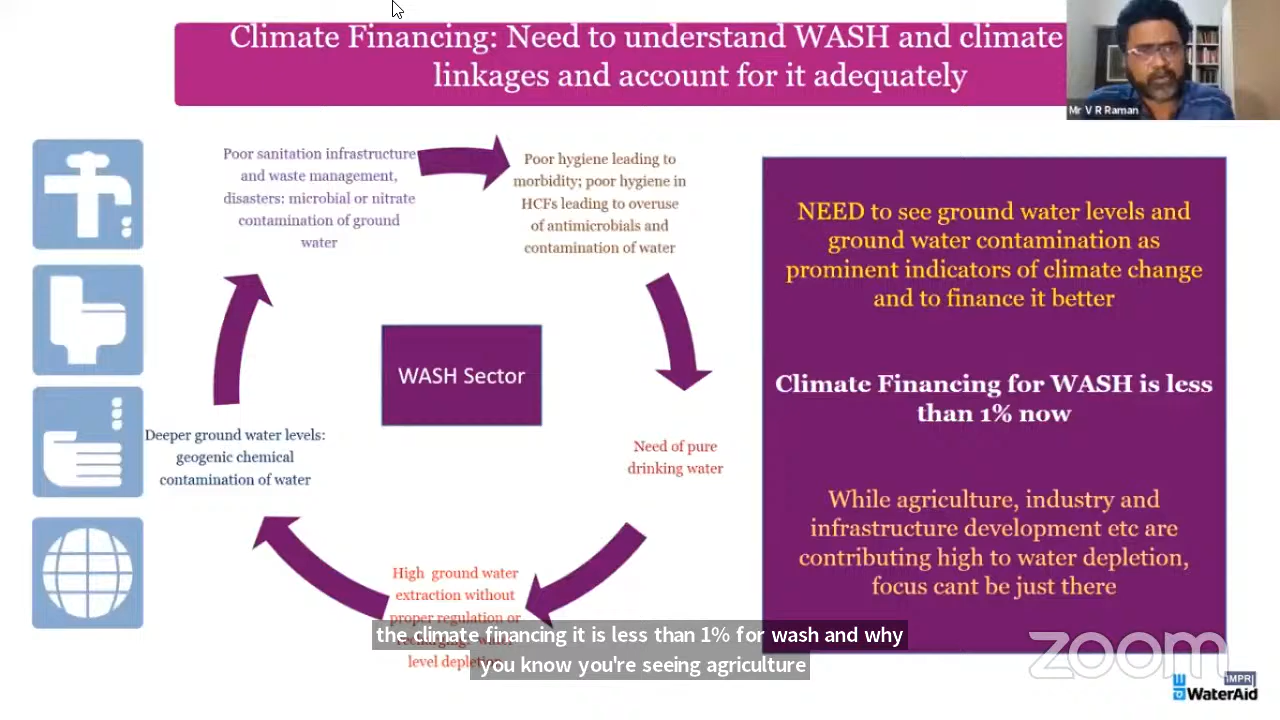 Climate Financing: Need to understand WASH and climate
linkages and account for it adequately
Mr V R Raman
Poor sanitation infrastructure
and waste management,
disasters: microbial or nitrate
contamination of ground
water
Poor hygiene leading to
morbidity; poor hygiene in
HCFs leading to overuse
of antimicrobials and
contamination of water
Need of pure
drinking water
High ground water
extraction without
proper regulation or
level
Deeper ground water levels:
geogenic chemical
contamination of water
WASH Sector
NEED to see ground water levels and
ground water contamination as
prominent indicators of climate change
and to finance it better
Climate Financing for WASH is less
than 1% now
While agriculture, industry and
infrastructure development etc are
contributing high to water depletion,
focus cant be just there
the climate financing it is less than 1% for wash and why
you know you're seeing agriculture
zoom
IMPRI
WaterAid